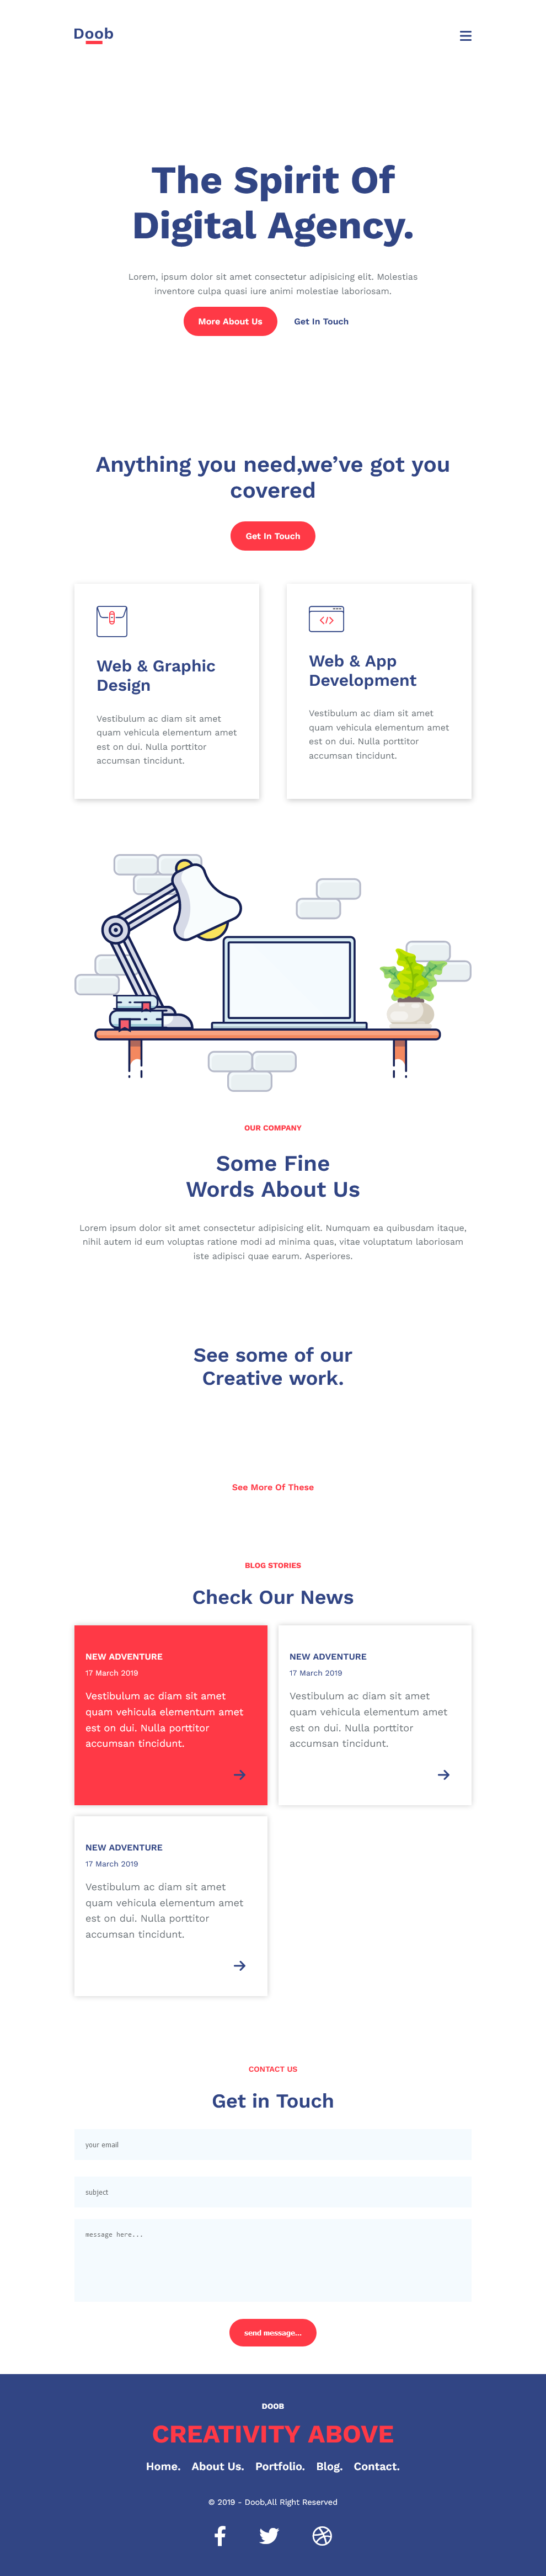 Doob
The Spirit Of
Digital Agency.
Lorem, ipsum dolor sit amet consectetur adipisicing elit. Molestias
inventore culpa quasi iure animi molestiae laboriosam.
More About Us
Get In Touch
Anything you need,we’ve got you
covered
Get In Touch
Web & Graphic
Design
Vestibulum ac diam sit amet
quam vehicula elementum amet
est on dui. Nulla porttitor
accumsan tincidunt.
Web & App
Development
Vestibulum ac diam sit amet
quam vehicula elementum amet
est on dui. Nulla porttitor
accumsan tincidunt.
OUR COMPANY
Some Fine
Words About Us
Lorem ipsum dolor sit amet consectetur adipisicing elit. Numquam ea quibusdam itaque,
nihil autem id eum voluptas ratione modi ad minima quas, vitae voluptatum laboriosam
iste adipisci quae earum. Asperiores.
See some of our
Creative work.
See More Of These
BLOG STORIES
Check Our News
NEW ADVENTURE
17 March 2019
Vestibulum ac diam sit amet
quam vehicula elementum amet
est on dui. Nulla porttitor
accumsan tincidunt.
NEW ADVENTURE
17 March 2019
Vestibulum ac diam sit amet
quam vehicula elementum amet
est on dui. Nulla porttitor
accumsan tincidunt.
NEW ADVENTURE
17 March 2019
Vestibulum ac diam sit amet
quam vehicula elementum amet
est on dui. Nulla porttitor
accumsan tincidunt.
CONTACT US
Get in Touch
your email
subject
message here...
send message...
DOOB
CREATIVITY ABOVE
Home. About Us. Portfolio. Blog. Contact.
© 2019 - Doob,All Right Reserved